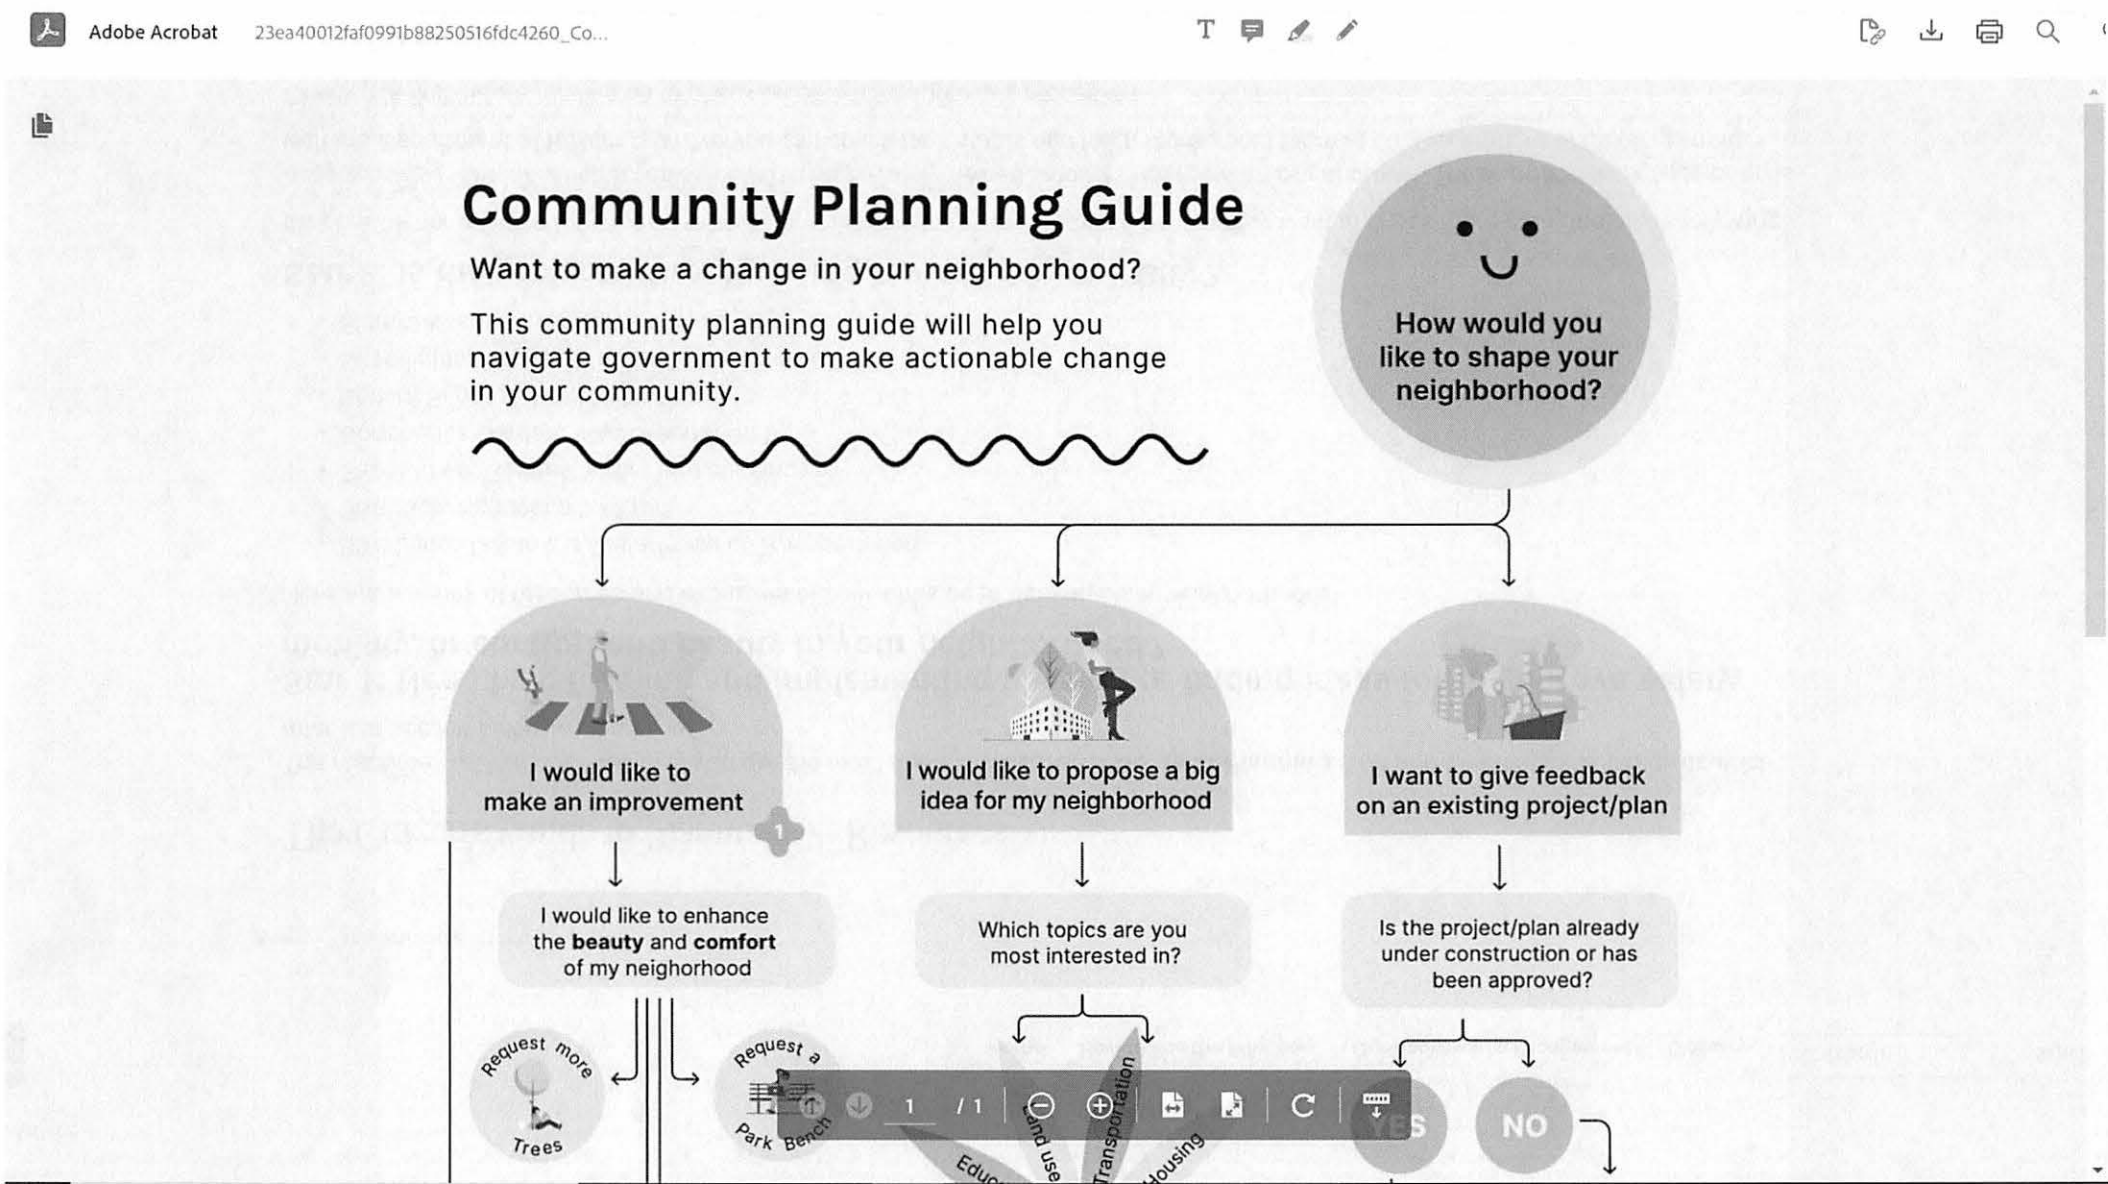 Adobe Acrobat
23ea40012faf0991b88250516fdc4260_Co...
Community Planning Guide
Want to make a change in your neighborhood?
This community planning guide will help you
navigate government to make actionable change
in your community.
How would you
like to shape your
neighborhood?
I would like to
make an improvement
1
I would like to propose a big
idea for my neighborhood
I want to give feedback
on an existing project/plan
I would like to enhance
the beauty and comfort
of my neighorhood
Which topics are you
most interested in?
Is the project/plan already
under construction or has
been approved?
Request more
Trees
Request a
Park Bench
Land use
Transportation
Housing
1 / 1
YES
NO